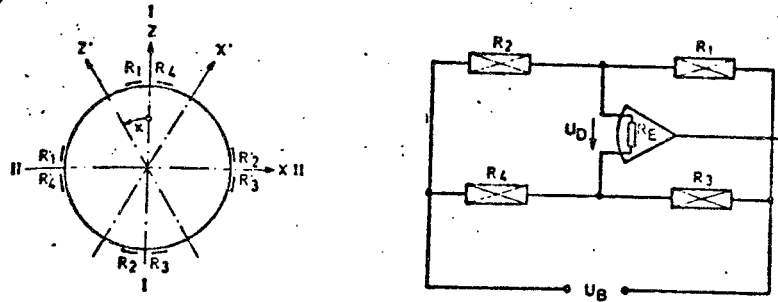 I
Z
Z' X'
R1 R4
α
R'1 R'2
II X II
R'4 R'3
R2 R3
I
R2 R1
UD RE
R4 R3
UB